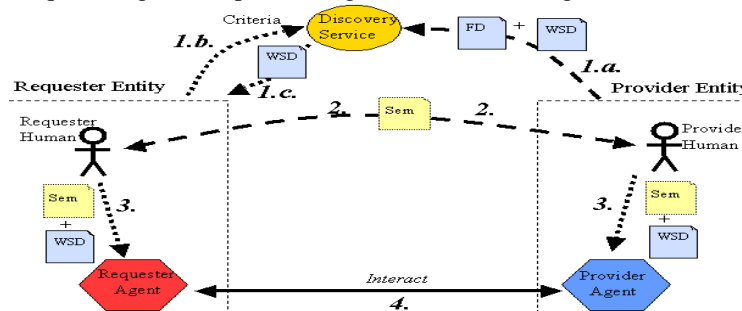 Criteria
Discovery
Service
FD
+
WSD
1.b.
WSD
1.a.
1.c.
Requester Entity
Provider Entity
2.
Sem
2.
Requester
Human
Provide
Human
Sem
+
WSD
3.
3.
Sem
+
WSD
Requester
Agent
Interact
4.
Provider
Agent